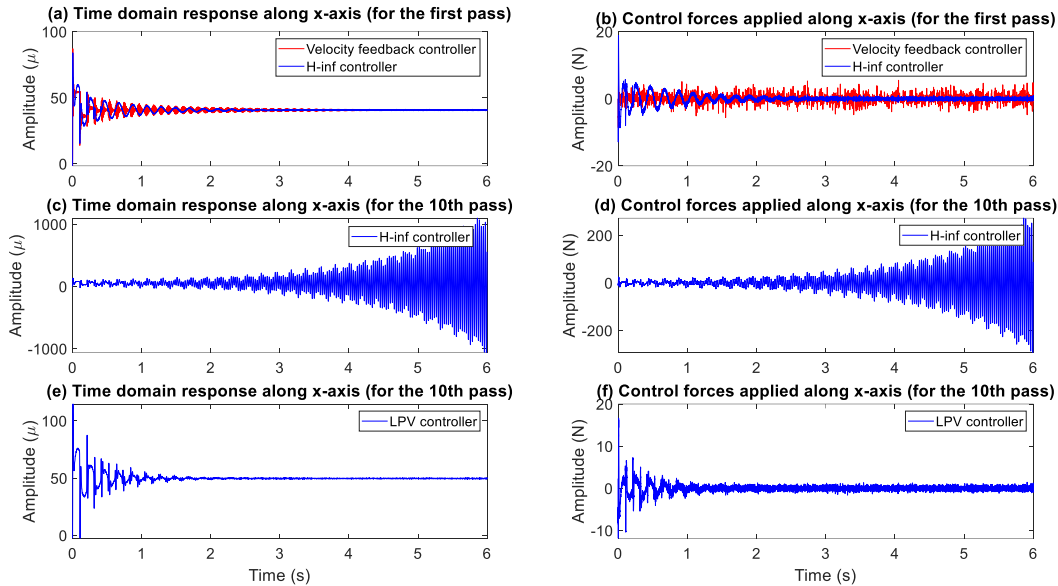 (a) Time domain response along x-axis (for the first pass)
Amplitude (μ)
100
50
0
Velocity feedback controller
H-inf controller
0 1 2 3 4 5 6
(b) Control forces applied along x-axis (for the first pass)
Amplitude (N)
20
0
-20
Velocity feedback controller
H-inf controller
0 1 2 3 4 5 6
(c) Time domain response along x-axis (for the 10th pass)
Amplitude (μ)
1000
0
-1000
H-inf controller
0 1 2 3 4 5 6
(d) Control forces applied along x-axis (for the 10th pass)
Amplitude (N)
200
0
-200
H-inf controller
0 1 2 3 4 5 6
(e) Time domain response along x-axis (for the 10th pass)
Amplitude (μ)
100
50
0
LPV controller
0 1 2 3 4 5 6
Time (s)
(f) Control forces applied along x-axis (for the 10th pass)
Amplitude (N)
20
10
0
-10
LPV controller
0 1 2 3 4 5 6
Time (s)